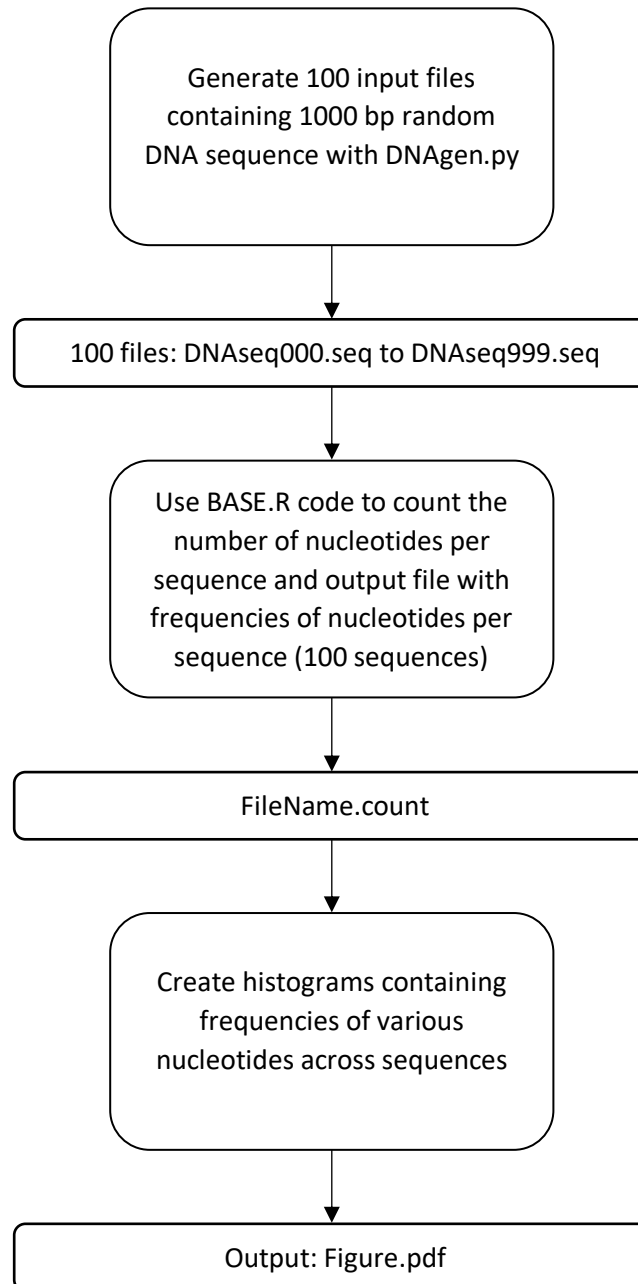 Generate 100 input files
containing 1000 bp random
DNA sequence with DNAgen.py
100 files: DNAseq000.seq to DNAseq999.seq
Use BASE.R code to count the
number of nucleotides per
sequence and output file with
frequencies of nucleotides per
sequence (100 sequences)
FileName.count
Create histograms containing
frequencies of various
nucleotides across sequences
Output: Figure.pdf